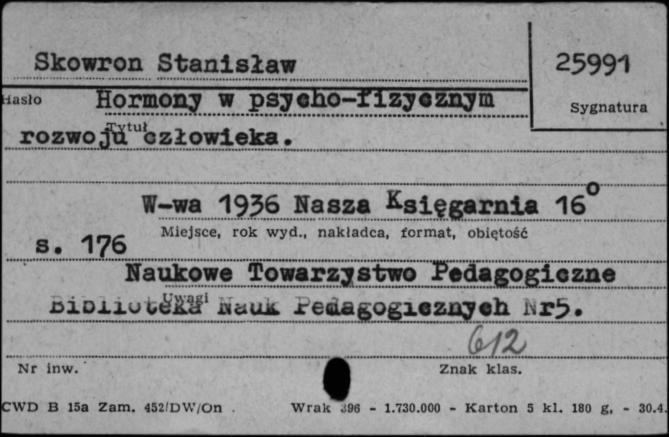 Skowron Stanisław
25991
Hasło
Hormony w psycho-fizycznym
Sygnatura
Tytuł
rozwoju człowieka.
W-wa 1936 Nasza Księgarnia 16°
Miejsce, rok wyd., nakładca, format, objętość
s. 176
Naukowe Towarzystwo Pedagogiczne
Uwagi
Biblioteka Nauk Pedagogicznych Nr5.
612
Nr inw.
Znak klas.
CWD B 15a Zam. 452/DW/On . Wrak 396 - 1.730.000 - Karton 5 kl. 180 g, - 30.4.